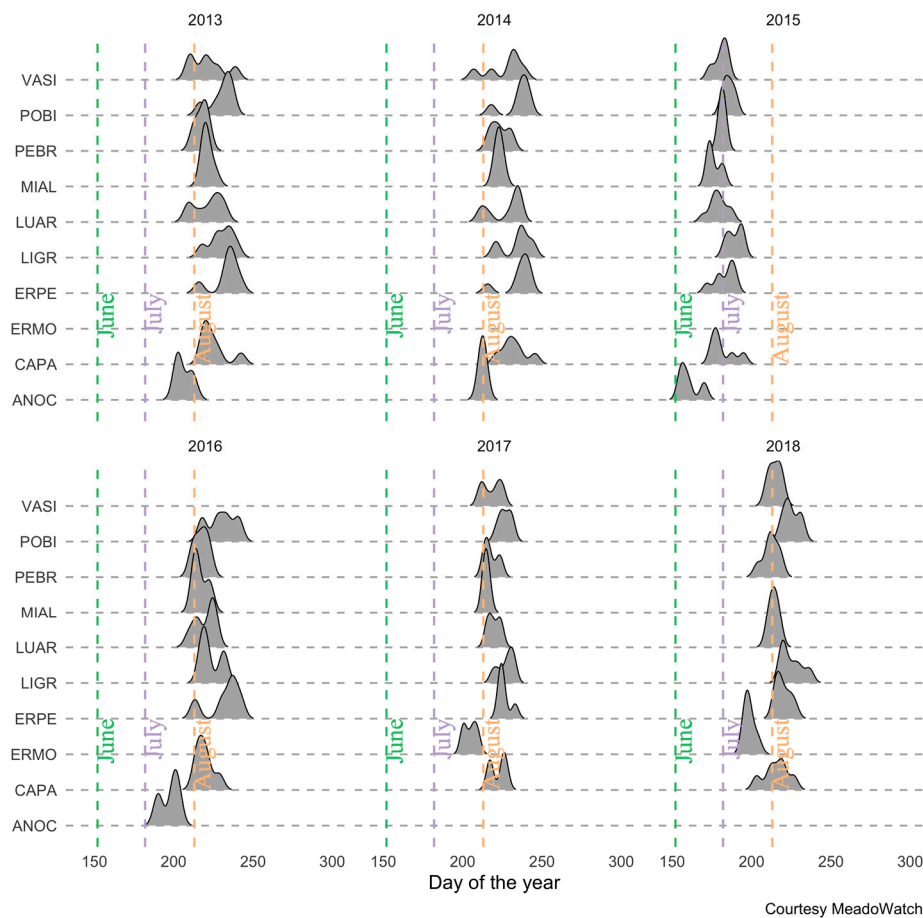 2013 2014 2015
VASI
POBI
PEBR
MIAL
LUAR
LIGR
ERPE
ERMO
CAPA
ANOC
June July August June July August June July August
2016 2017 2018
VASI
POBI
PEBR
MIAL
LUAR
LIGR
ERPE
ERMO
CAPA
ANOC
June July August June July August June July August
150 200 250 300 150 200 250 300 150 200 250 300
Day of the year
Courtesy MeadoWatch